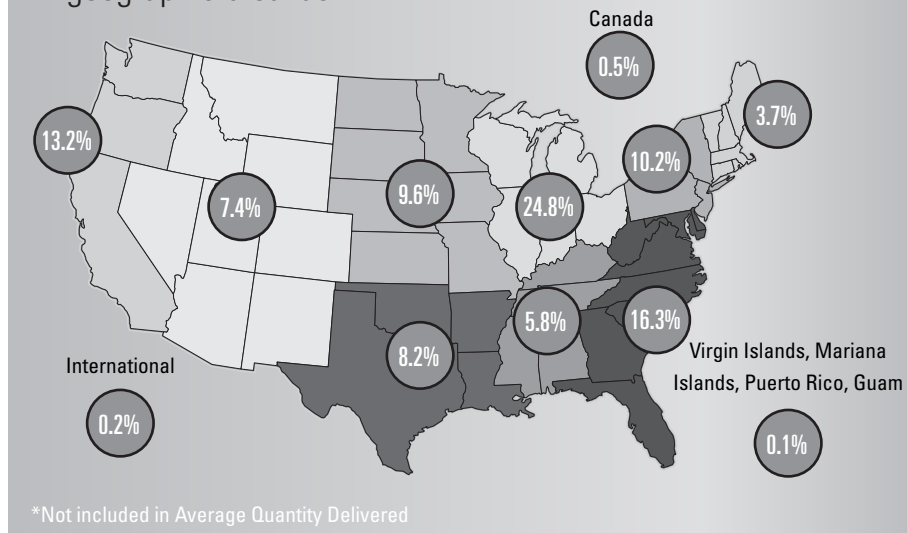 Canada
0.5%
3.7%
13.2%
10.2%
9.6%
7.4%
24.8%
5.8%
16.3%
8.2%
Virgin Islands, Mariana
Islands, Puerto Rico, Guam
0.1%
International
0.2%
*Not included in Average Quantity Delivered